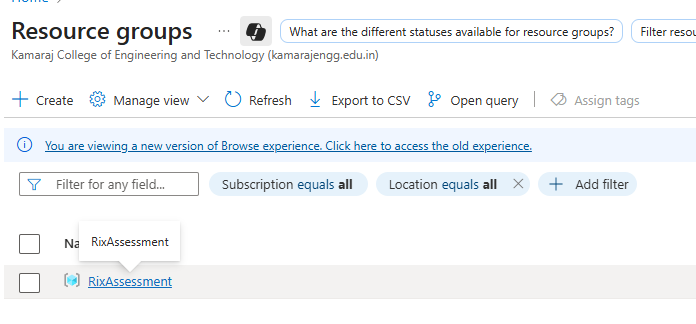 Home
Resource groups ··· What are the different statuses available for resource groups? Filter resou
Kamaraj College of Engineering and Technology (kamarajengg.edu.in)
Create Manage view Refresh Export to CSV Open query Assign tags
You are viewing a new version of Browse experience. Click here to access the old experience.
Filter for any field... Subscription equals all Location equals all Add filter
RixAssessment
Na
RixAssessment